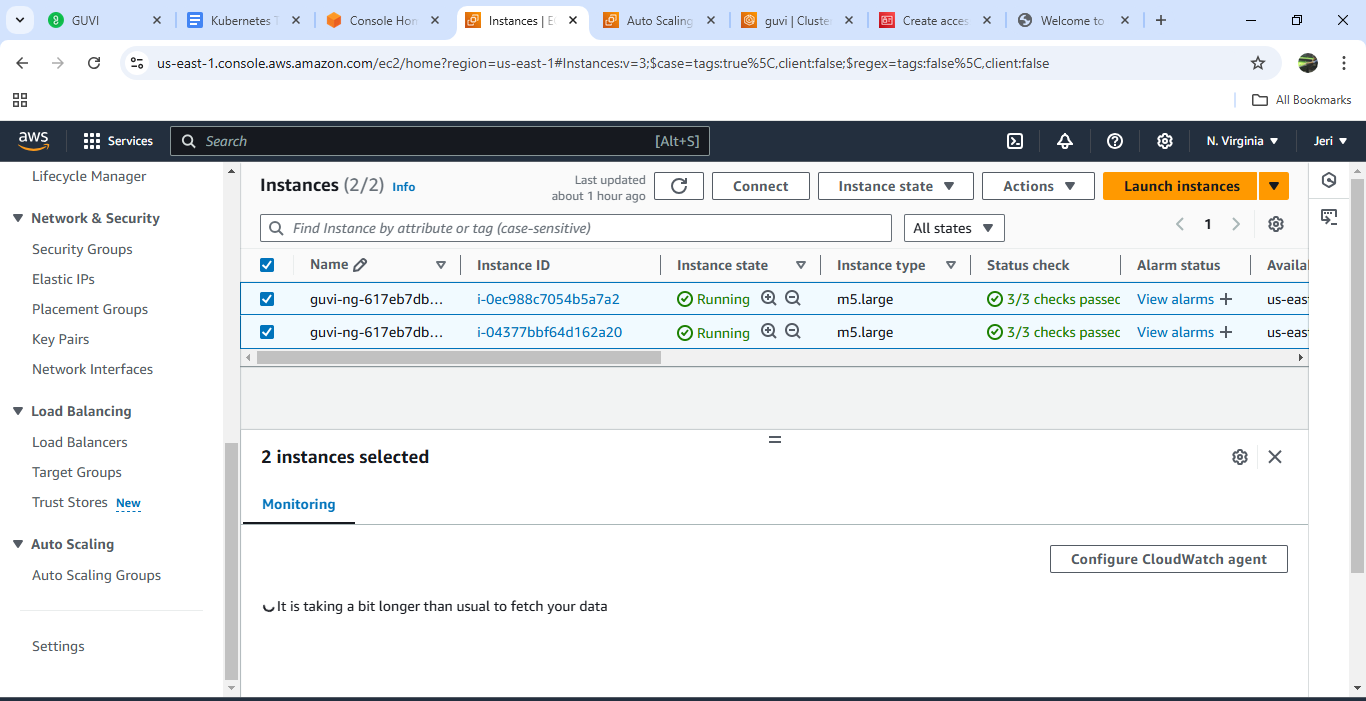 GUVI
Kubernetes T
Console Hon
Instances | E
Auto Scaling
guvi | Cluster
Create acces
Welcome to
us-east-1.console.aws.amazon.com/ec2/home?region=us-east-1#Instances:v=3;$case=tags:true%5C,client:false;$regex=tags:false%5C,client:false
All Bookmarks
aws
Services
Search
[Alt+S]
N. Virginia
Jeri
Lifecycle Manager
Network & Security
Security Groups
Elastic IPs
Placement Groups
Key Pairs
Network Interfaces
Load Balancing
Load Balancers
Target Groups
Trust Stores New
Auto Scaling
Auto Scaling Groups
Settings
Instances (2/2) Info
Last updated
about 1 hour ago
Connect
Instance state
Actions
Launch instances
Find Instance by attribute or tag (case-sensitive)
All states
1
Name Instance ID Instance state Instance type Status check Alarm status Availal
guvi-ng-617eb7db... i-0ec988c7054b5a7a2 Running m5.large 3/3 checks passed View alarms + us-east
guvi-ng-617eb7db... i-04377bbf64d162a20 Running m5.large 3/3 checks passed View alarms + us-east
2 instances selected
Monitoring
Configure CloudWatch agent
It is taking a bit longer than usual to fetch your data